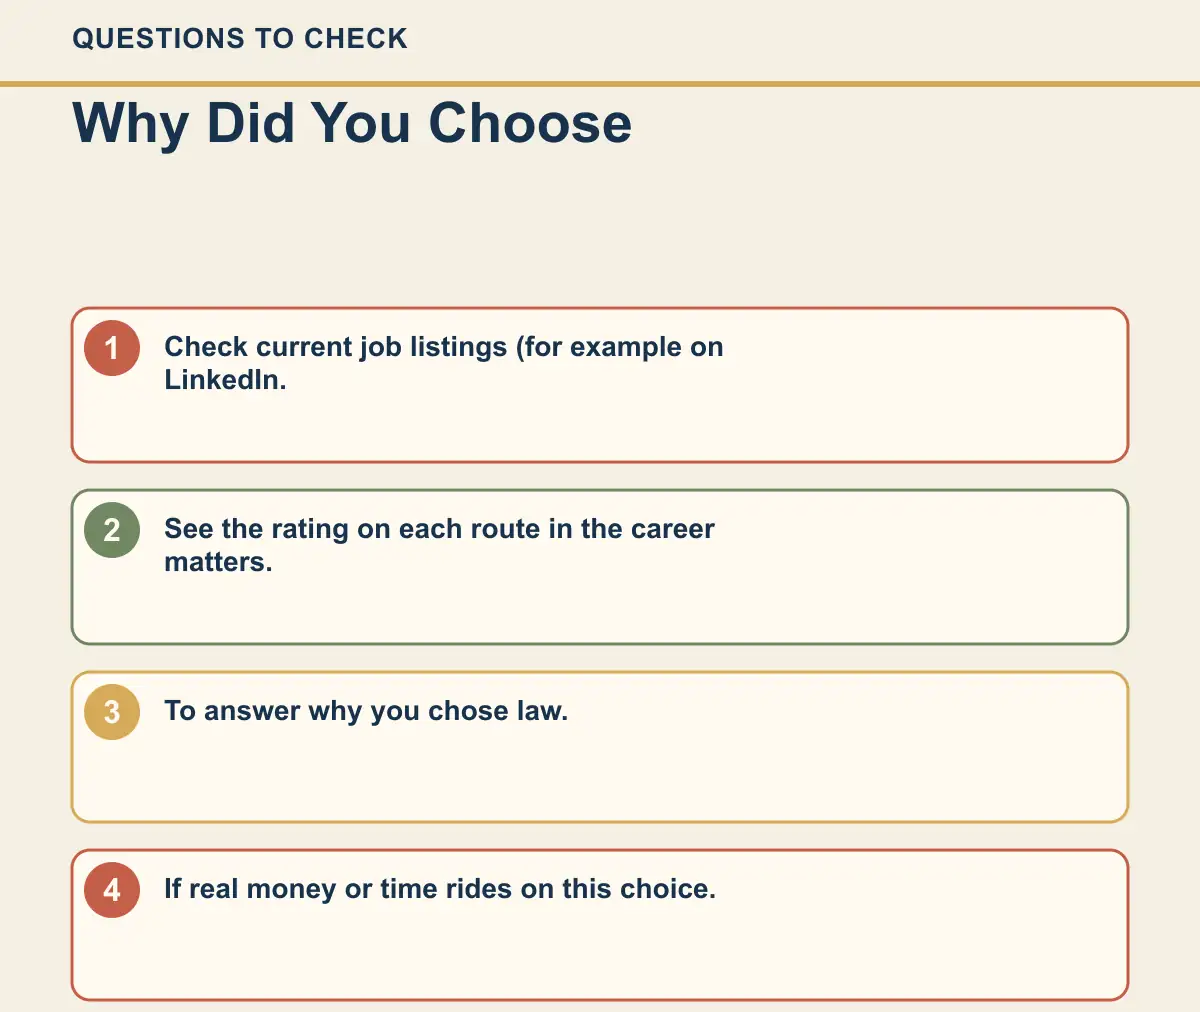 QUESTIONS TO CHECK
Why Did You Choose
1
Check current job listings (for example on
LinkedIn.
2
See the rating on each route in the career
matters.
3
To answer why you chose law.
4
If real money or time rides on this choice.